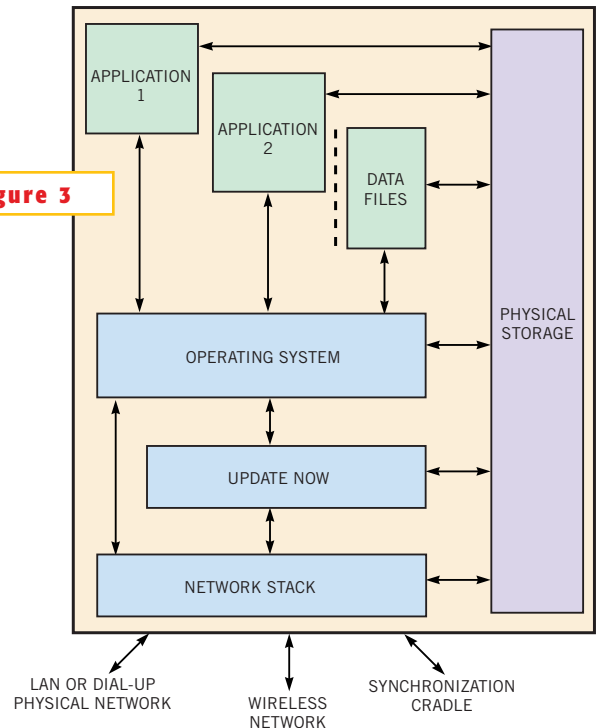 APPLICATION
1
APPLICATION
2
gure 3
DATA
FILES
PHYSICAL
STORAGE
OPERATING SYSTEM
UPDATE NOW
NETWORK STACK
LAN OR DIAL-UP
PHYSICAL NETWORK
WIRELESS
NETWORK
SYNCHRONIZATION
CRADLE